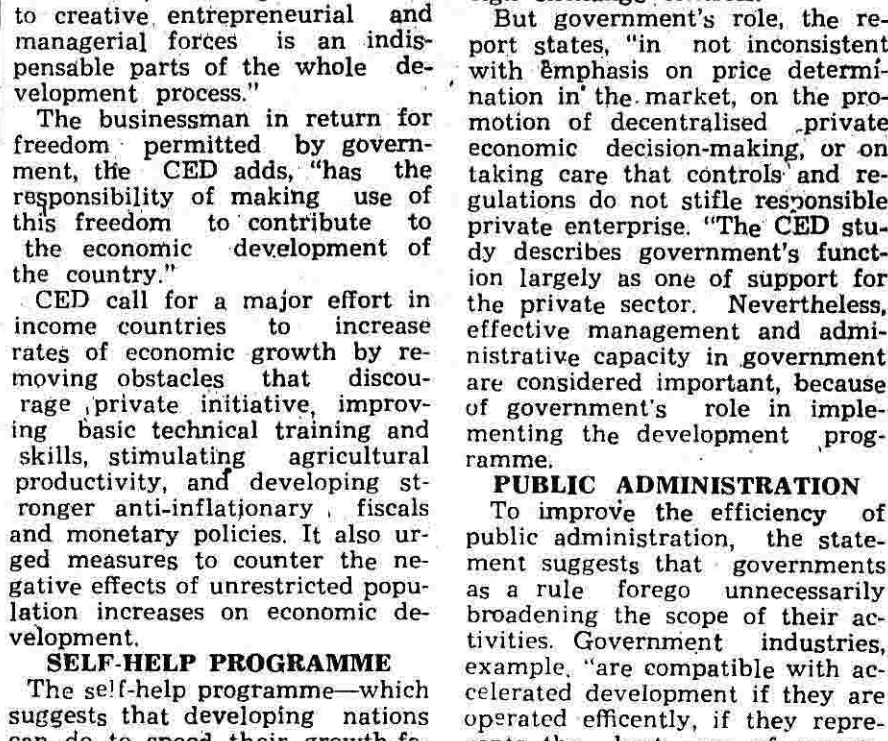 to creative entrepreneurial and
managerial forces is an indis-
pensable parts of the whole de-
velopment process."
The businessman in return for
freedom permitted by govern-
ment, the CED adds, "has the
responsibility of making use of
this freedom to contribute to
the economic development of
the country."
CED call for a major effort in
income countries to increase
rates of economic growth by re-
moving obstacles that discou-
rage private initiative, improv-
ing basic technical training and
skills, stimulating agricultural
productivity, and developing st-
ronger anti-inflationary , fiscals
and monetary policies. It also ur-
ged measures to counter the ne-
gative effects of unrestricted popu-
lation increases on economic de-
velopment.
SELF-HELP PROGRAMME
The self-help programme—which
suggests that developing nations
can do to speed their growth
But government's role, the re-
port states, "in not inconsistent
with emphasis on price determi-
nation in the market, on the pro-
motion of decentralised private
economic decision-making, or on
taking care that controls and re-
gulations do not stifle responsible
private enterprise. "The CED stu-
dy describes government's funct-
ion largely as one of support for
the private sector. Nevertheless,
effective management and admi-
nistrative capacity in government
are considered important, because
of government's role in imple-
menting the development prog-
ramme.
PUBLIC ADMINISTRATION
To improve the efficiency of
public administration, the state-
ment suggests that governments
as a rule forego unnecessarily
broadening the scope of their ac-
tivities. Government industries,
example, "are compatible with ac-
celerated development if they are
operated efficently, if they repre-